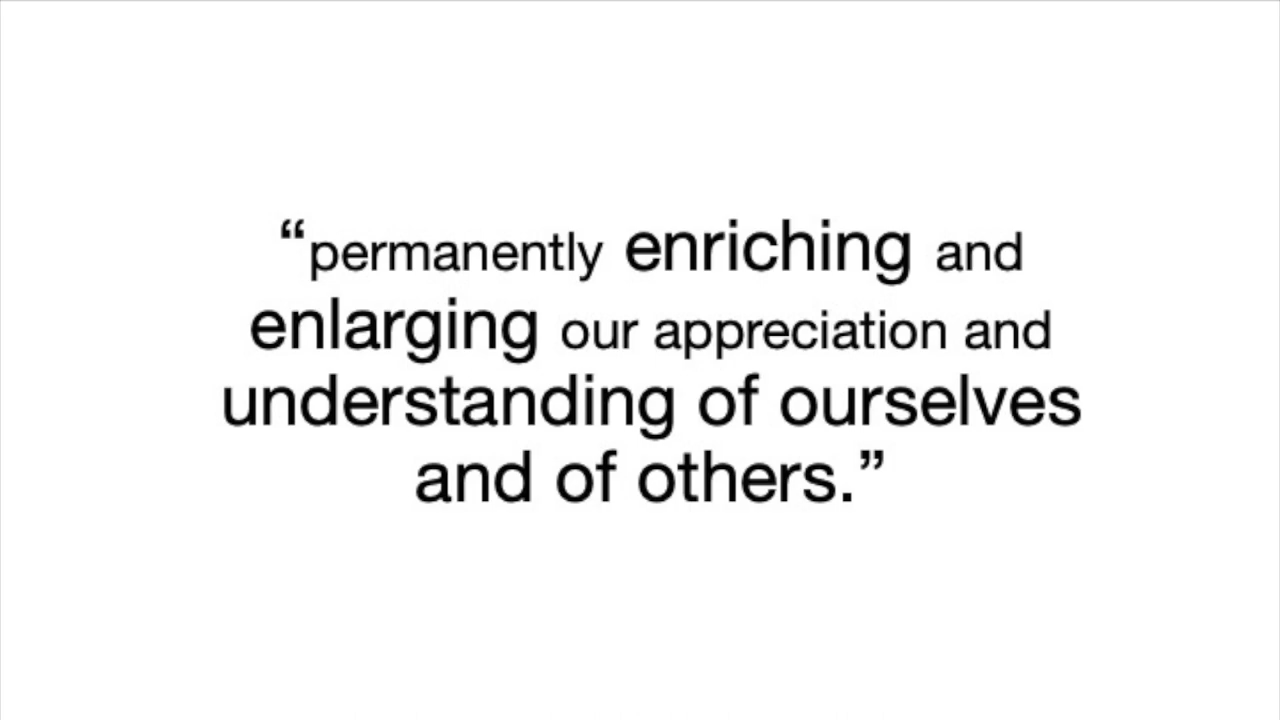 “permanently enriching and
enlarging our appreciation and
understanding of ourselves
and of others.”